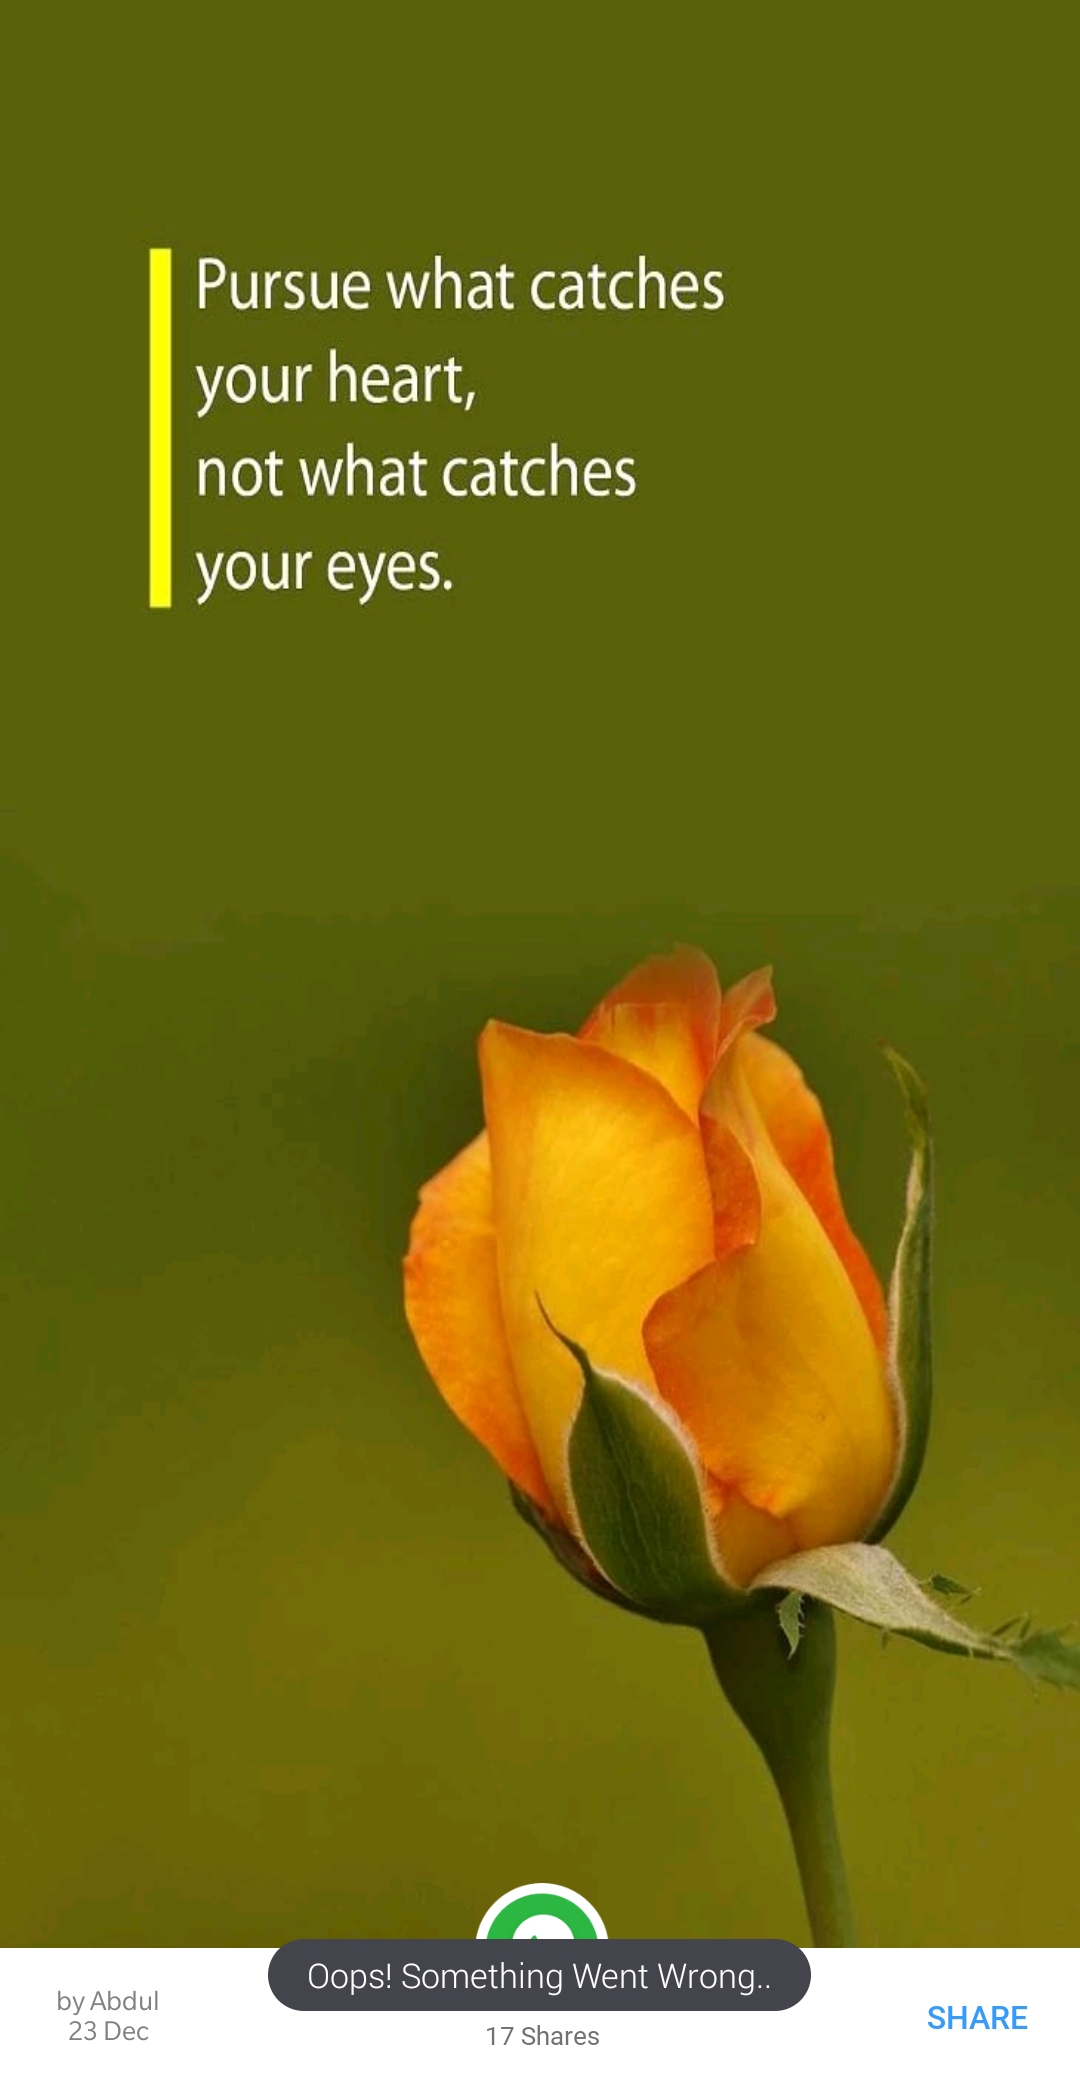 Pursue what catches
your heart,
not what catches
your eyes.
Oops! Something Went Wrong..
by Abdul
23 Dec
17 Shares
SHARE